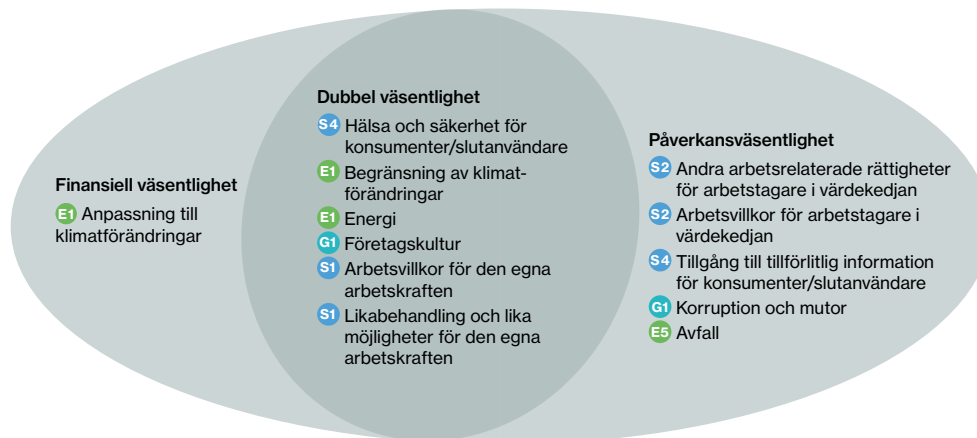 Finansiell väsentlighet
E1 Anpassning till
klimatförändringar
Dubbel väsentlighet
S4 Hälsa och säkerhet för
konsumenter/slutanvändare
E1 Begränsning av klimat-
förändringar
E1 Energi
G1 Företagskultur
S1 Arbetsvillkor för den egna
arbetskraften
S1 Likabehandling och lika
möjligheter för den egna
arbetskraften
Påverkansväsentlighet
S2 Andra arbetsrelaterade rättigheter
för arbetstagare i värdekedjan
S2 Arbetsvillkor för arbetstagare i
värdekedjan
S4 Tillgång till tillförlitlig information
för konsumenter/slutanvändare
G1 Korruption och mutor
E5 Avfall